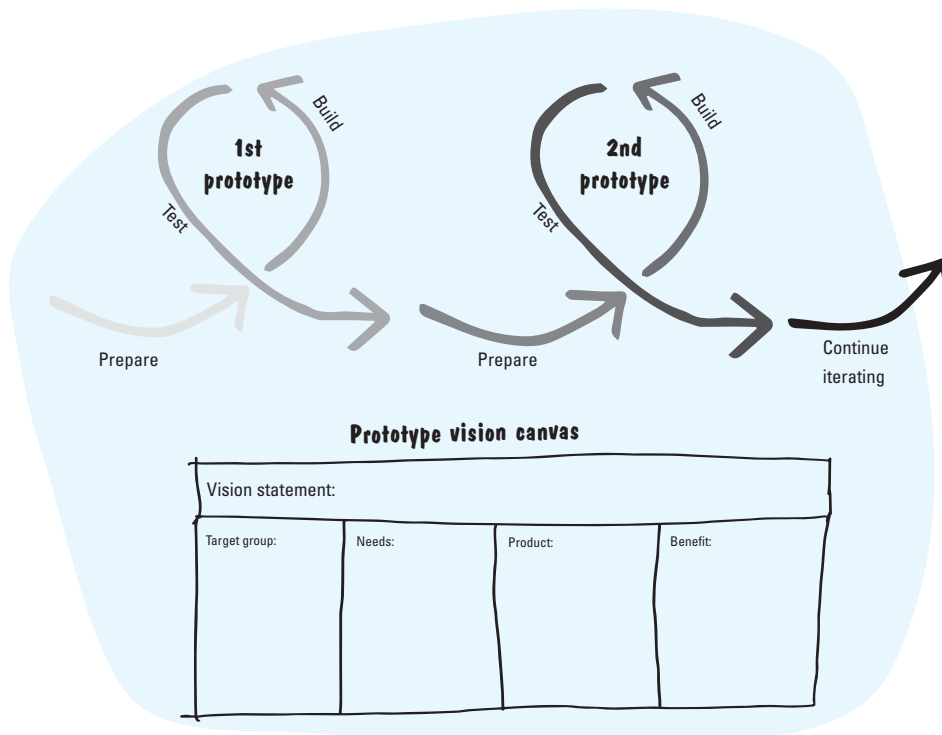 Build
1st
prototype
Test
Prepare
Build
2nd
prototype
Test
Prepare
Continue
iterating
Prototype vision canvas
Vision statement:
Target group:
Needs:
Product:
Benefit: